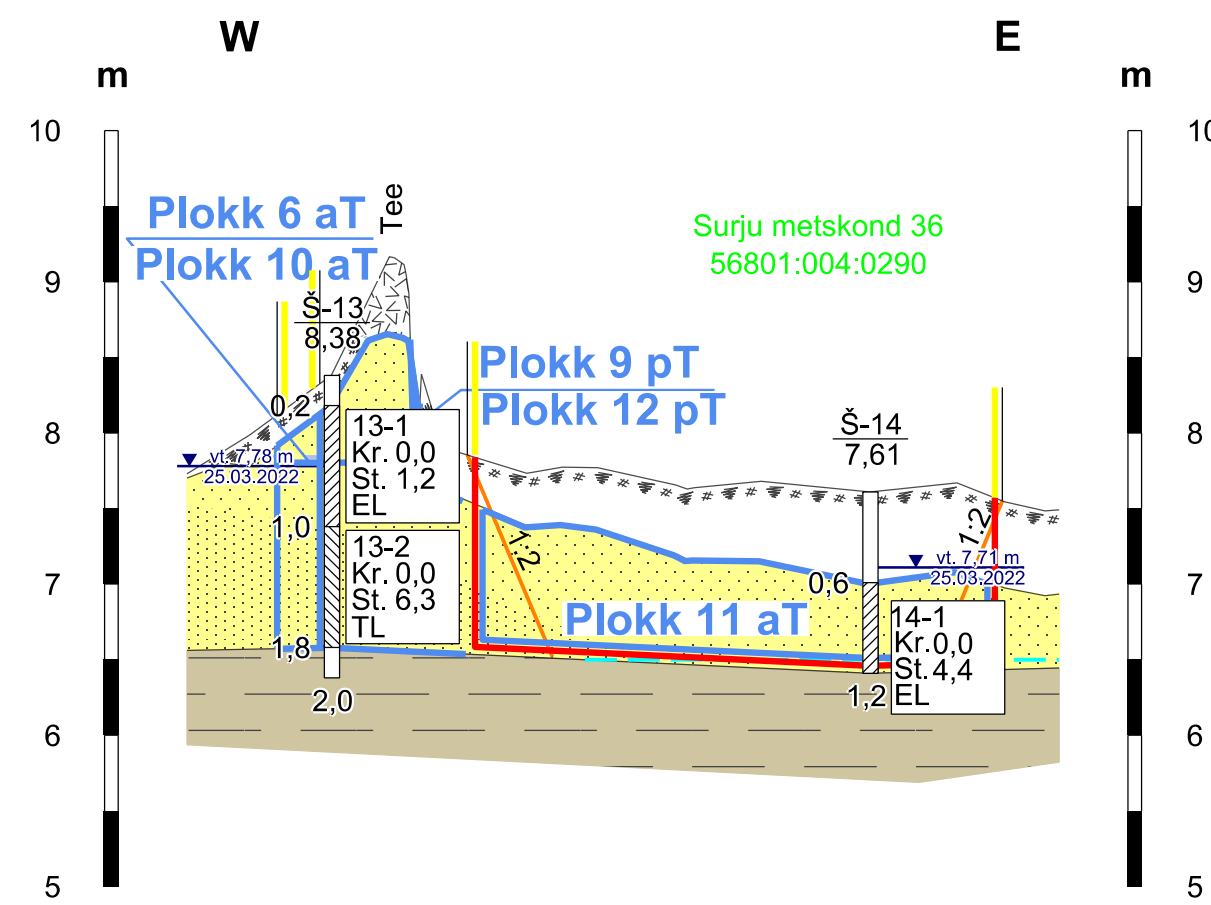 W
E
m
m
10
10
Tee
Plokk 6 aT
Plokk 10 aT
Surju metskond 36
56801:004:0290
9
9
Š-13
8,38
Plokk 9 pT
Plokk 12 pT
0,2
8
8
Š-14
7,61
13-1
Kr. 0,0
St. 1,2
EL
vt. 7,78 m
25.03.2022
1,0
1:2
1:2
13-2
Kr. 0,0
St. 6,3
TL
vt. 7,71 m
25.03.2022
7
7
0,6
Plokk 11 aT
14-1
Kr.0,0
St.4,4
EL
1,8
2,0
1,2
6
6
5
5